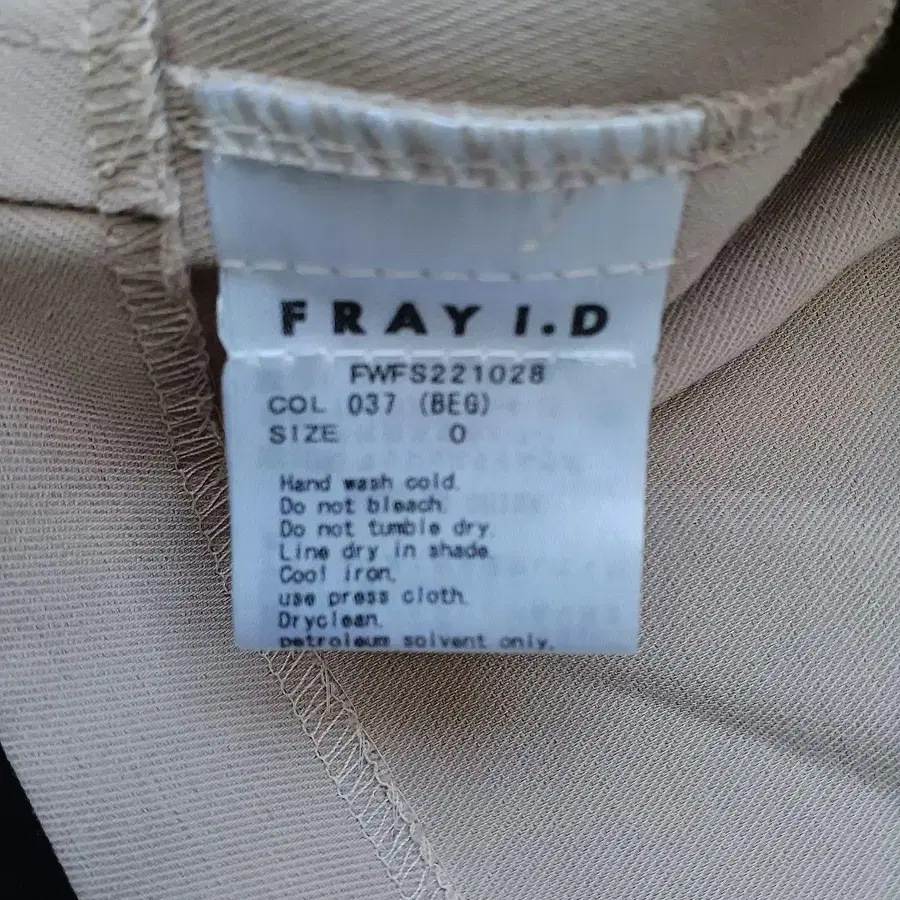 FRAY I.D
FWFS221028
COL 037 (BEG)
SIZE 0
Hand wash cold.
Do not bleach.
Do not tumble dry.
Line dry in shade.
Cool iron.
use press cloth.
Dryclean.
petroleum solvent only.